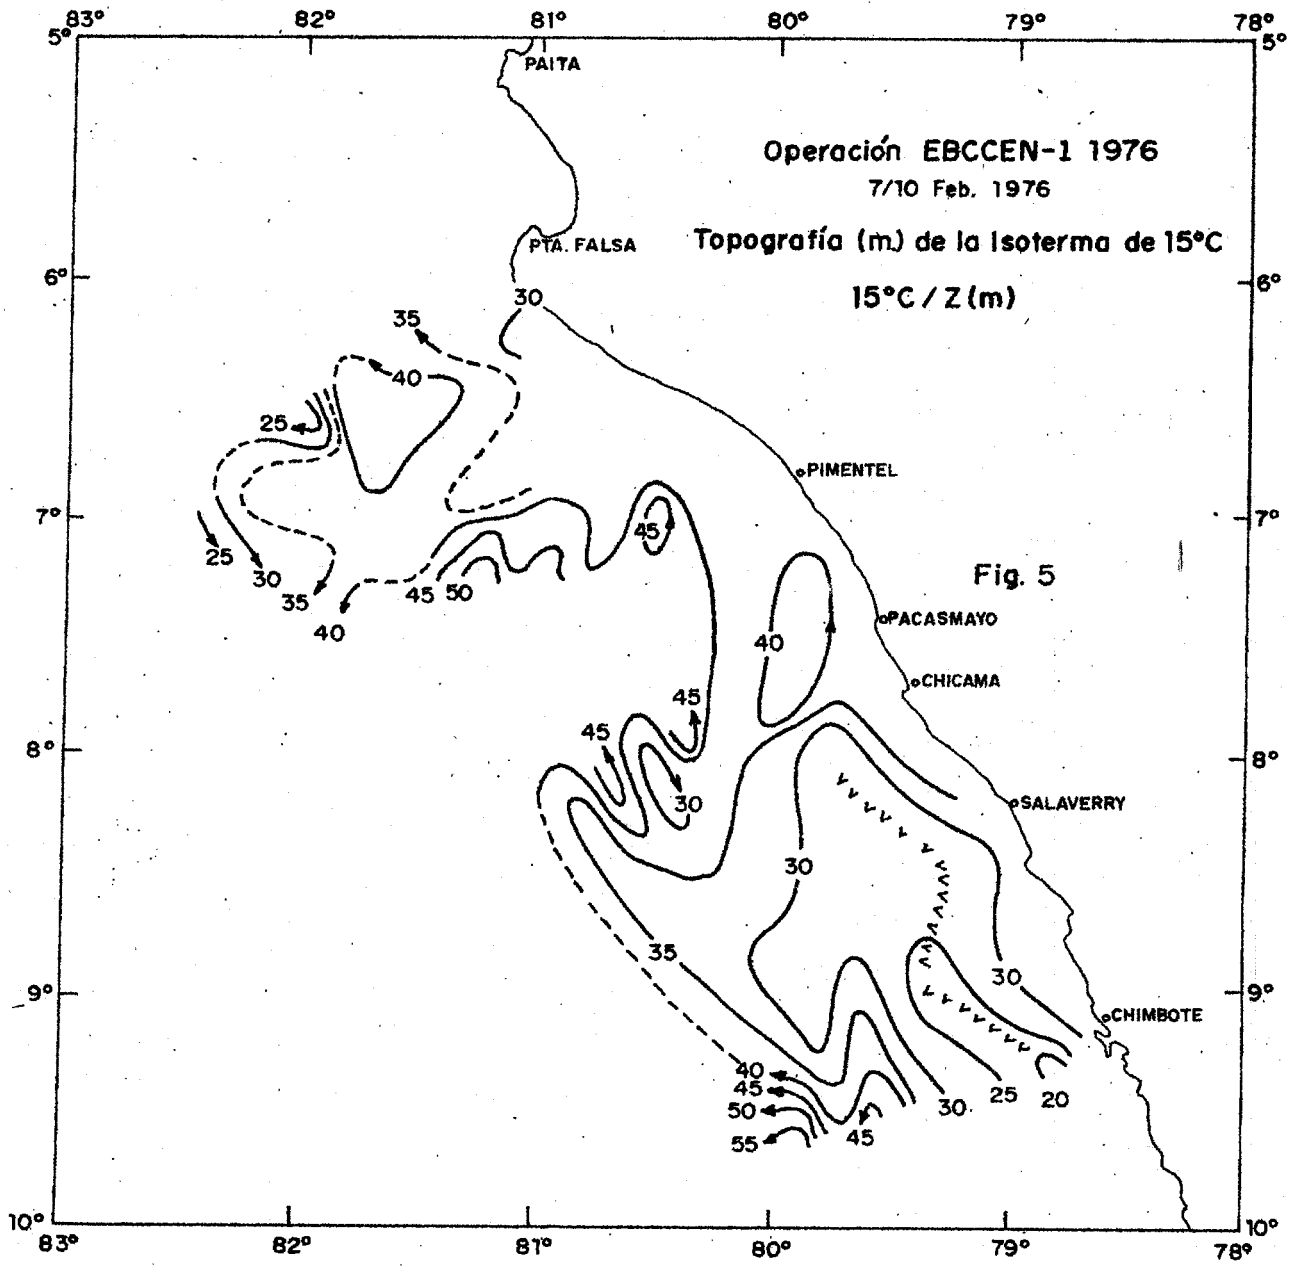 83° 82° 81° 80° 79° 78°
5° 5°
PAITA
Operación EBCCEN-1 1976
7/10 Feb. 1976
PTA. FALSA
Topografía (m.) de la Isoterma de 15°C
6° 6°
30
15°C / Z (m)
35
40
25
PIMENTEL
7° 7°
45
25
30
35
45 50
40
Fig. 5
PACASMAYO
40
CHICAMA
45
45
8° 8°
30
SALAVERRY
30
35
30
9° 9°
CHIMBOTE
40
45
50
55
45
30
25
20
10° 10°
83° 82° 81° 80° 79° 78°